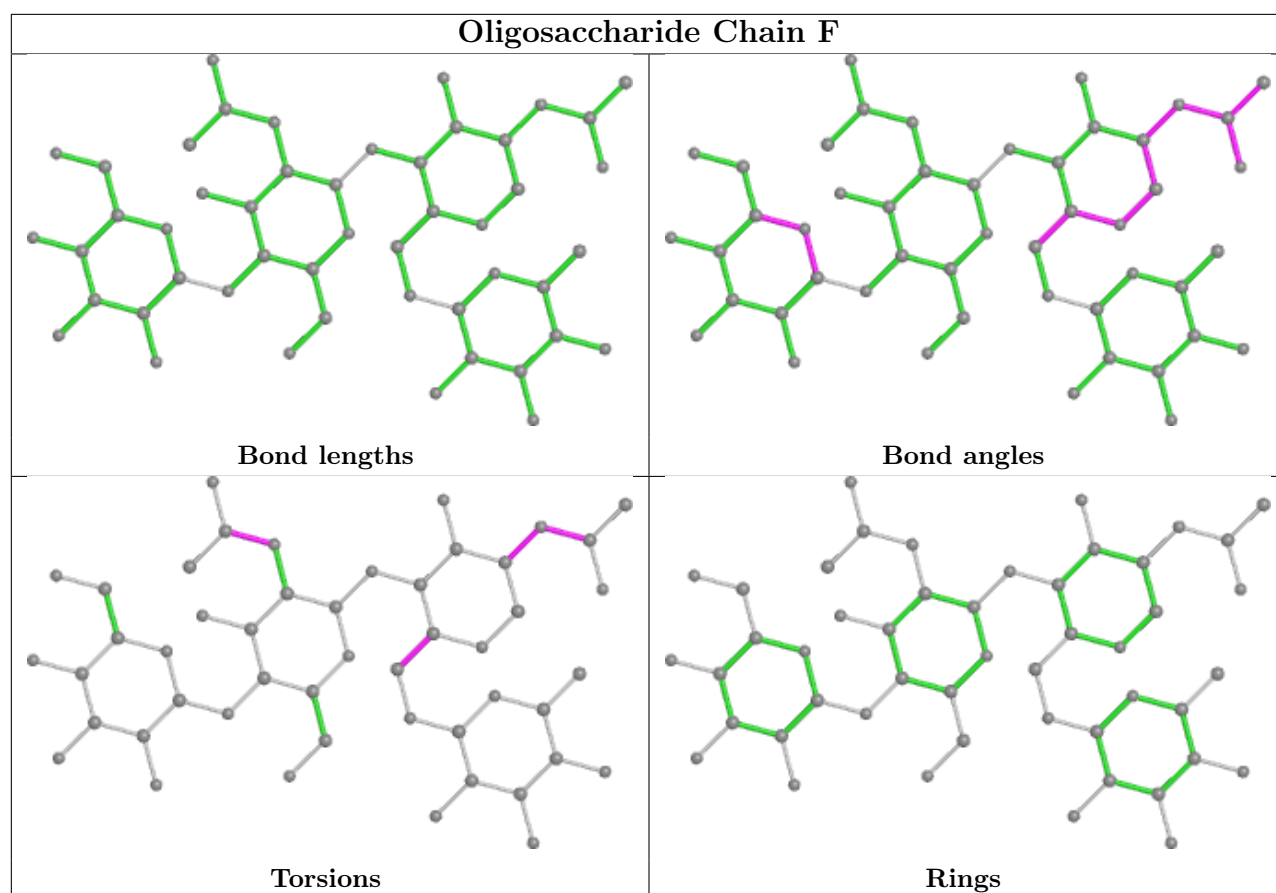 Oligosaccharide Chain F
Bond lengths
Bond angles
Torsions
Rings